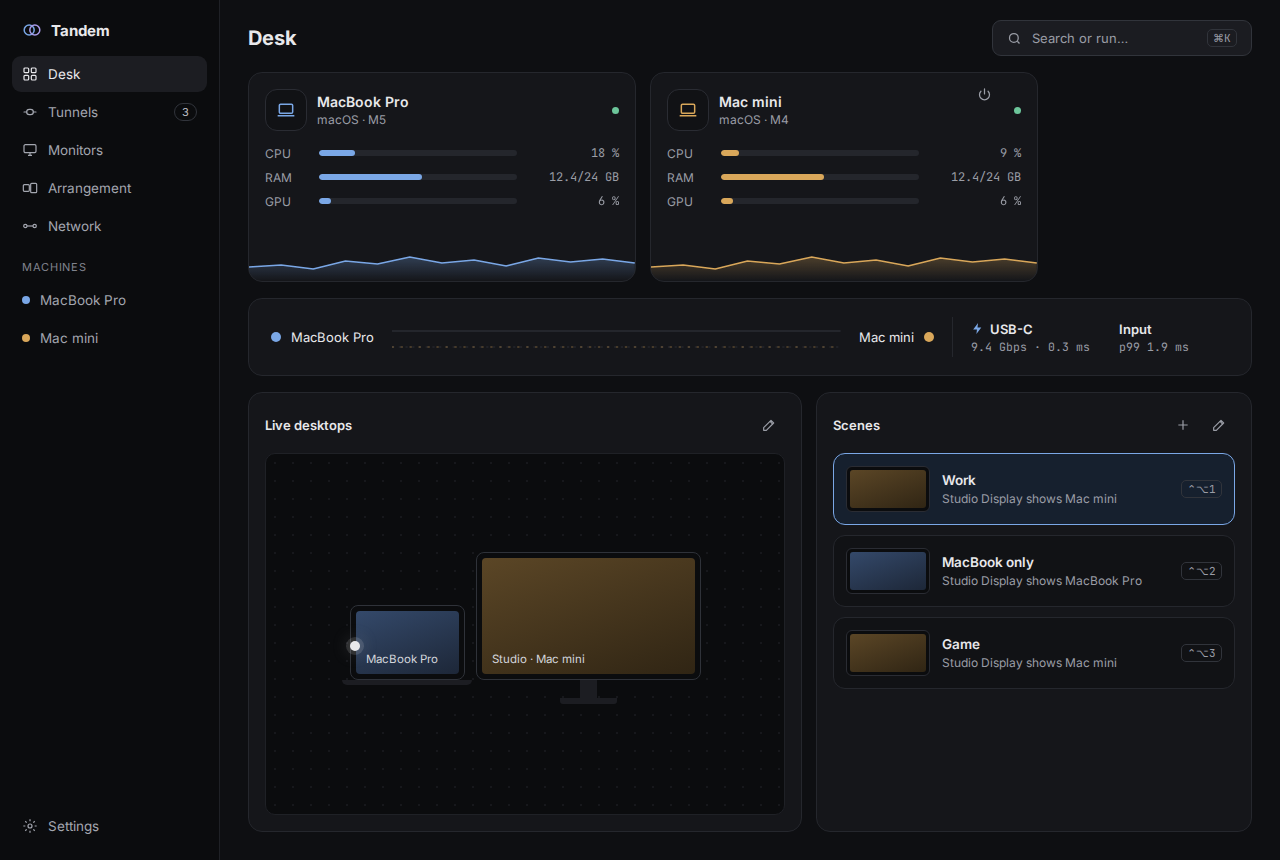 Tandem
Desk
Tunnels
3
Monitors
Arrangement
Network
MACHINES
MacBook Pro
Mac mini
Settings
Desk
Search or run...
⌘K
MacBook Pro
macOS · M5
CPU
18 %
RAM
12.4/24 GB
GPU
6 %
Mac mini
macOS · M4
CPU
9 %
RAM
12.4/24 GB
GPU
6 %
MacBook Pro
Mac mini
USB-C
9.4 Gbps · 0.3 ms
Input
p99 1.9 ms
Live desktops
MacBook Pro
Studio · Mac mini
Scenes
Work
Studio Display shows Mac mini
⌃⌥1
MacBook only
Studio Display shows MacBook Pro
⌃⌥2
Game
Studio Display shows Mac mini
⌃⌥3